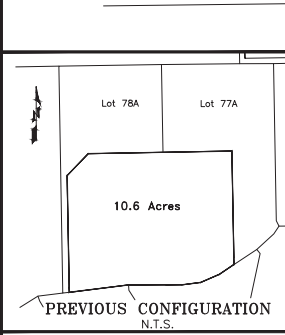 Lot 78A
Lot 77A
10.6 Acres
PREVIOUS CONFIGURATION
N.T.S.